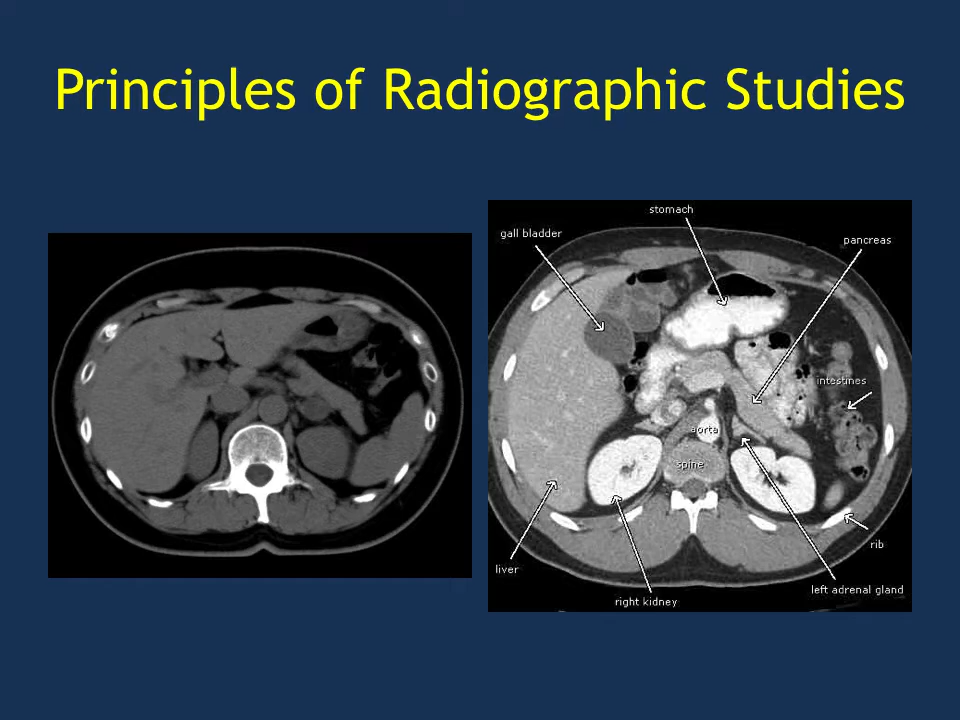 Principles of Radiographic Studies
stomach
gall bladder
pancreas
intestines
aorta
spine
rib
liver
left adrenal gland
right kidney